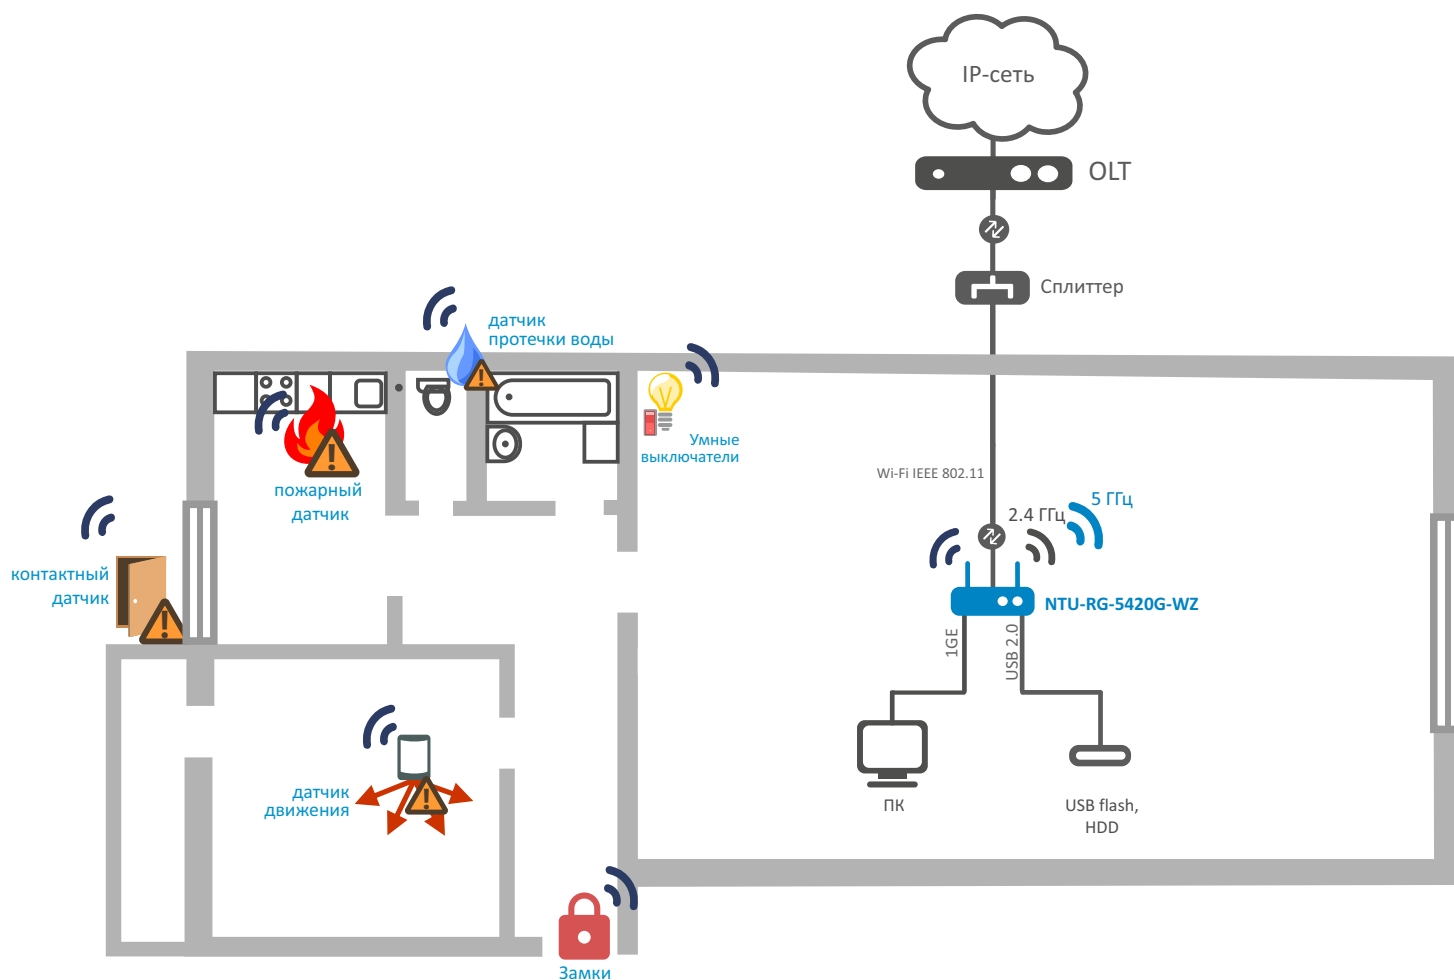 IP-сеть
OLT
Сплиттер
датчик
протечки воды
Умные
выключатели
пожарный
датчик
Wi-Fi IEEE 802.11
5 ГГц
2.4 ГГц
контактный
датчик
NTU-RG-5420G-WZ
1GE
USB 2.0
датчик
движения
ПК
USB flash,
HDD
Замки